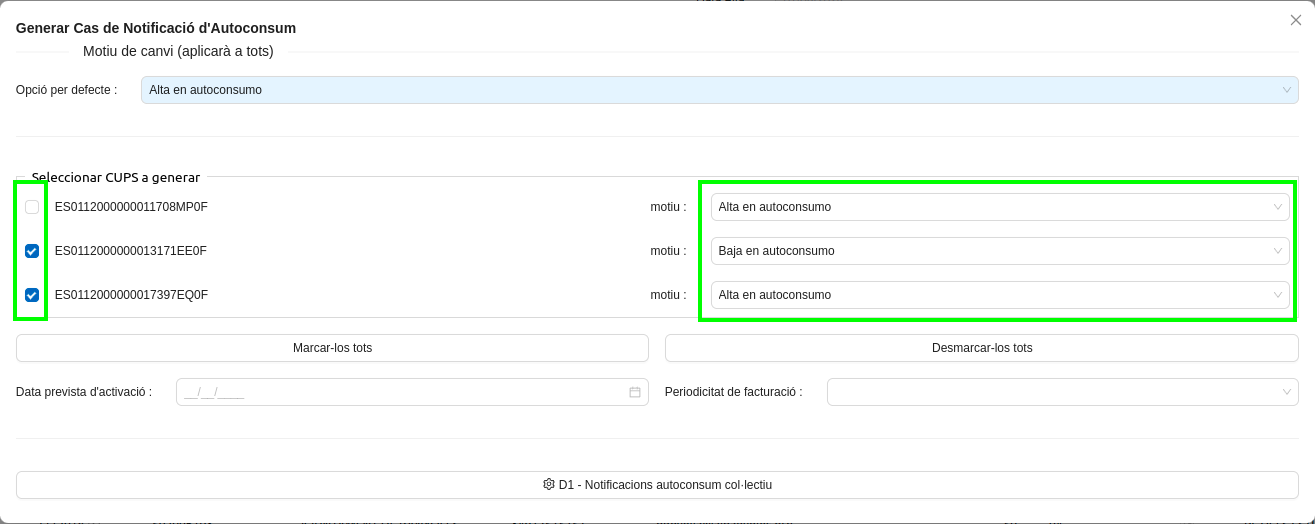 Generar Cas de Notificació d'Autoconsum
Motiu de canvi (aplicarà a tots)
Opció per defecte : Alta en autoconsumo
Seleccionar CUPS a generar
ES0112000000011708MP0F motiu : Alta en autoconsumo
ES0112000000013171EE0F motiu : Baja en autoconsumo
ES0112000000017397EQ0F motiu : Alta en autoconsumo
Marcar-los tots Desmarcar-los tots
Data prevista d'activació : __/__/____ Periodicitat de facturació :
D1 - Notificacions autoconsum col·lectiu